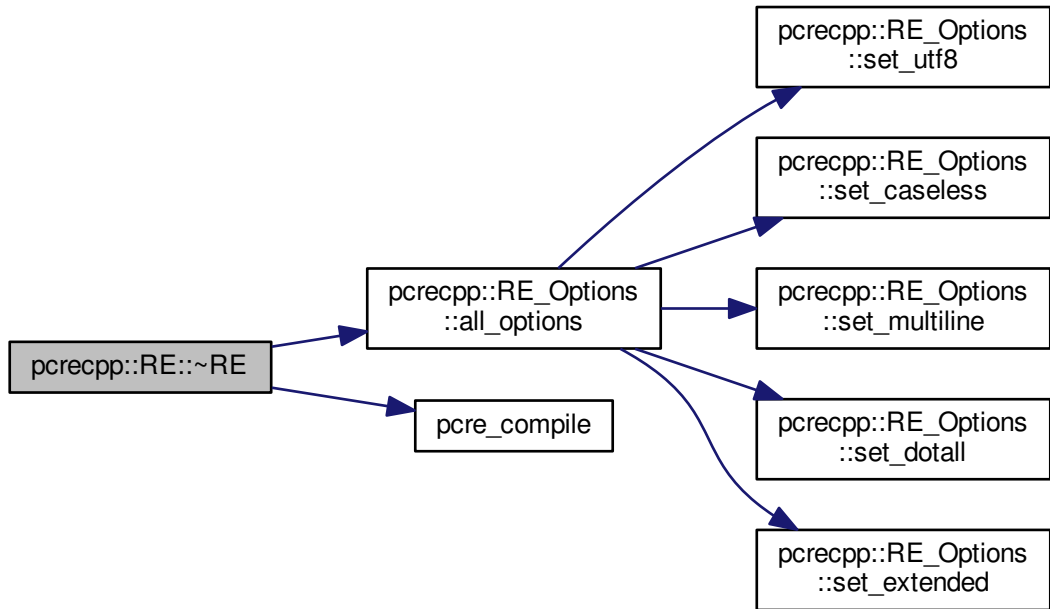 pcrecpp::RE::~RE
pcrecpp::RE_Options
::all_options
pcre_compile
pcrecpp::RE_Options
::set_utf8
pcrecpp::RE_Options
::set_caseless
pcrecpp::RE_Options
::set_multiline
pcrecpp::RE_Options
::set_dotall
pcrecpp::RE_Options
::set_extended